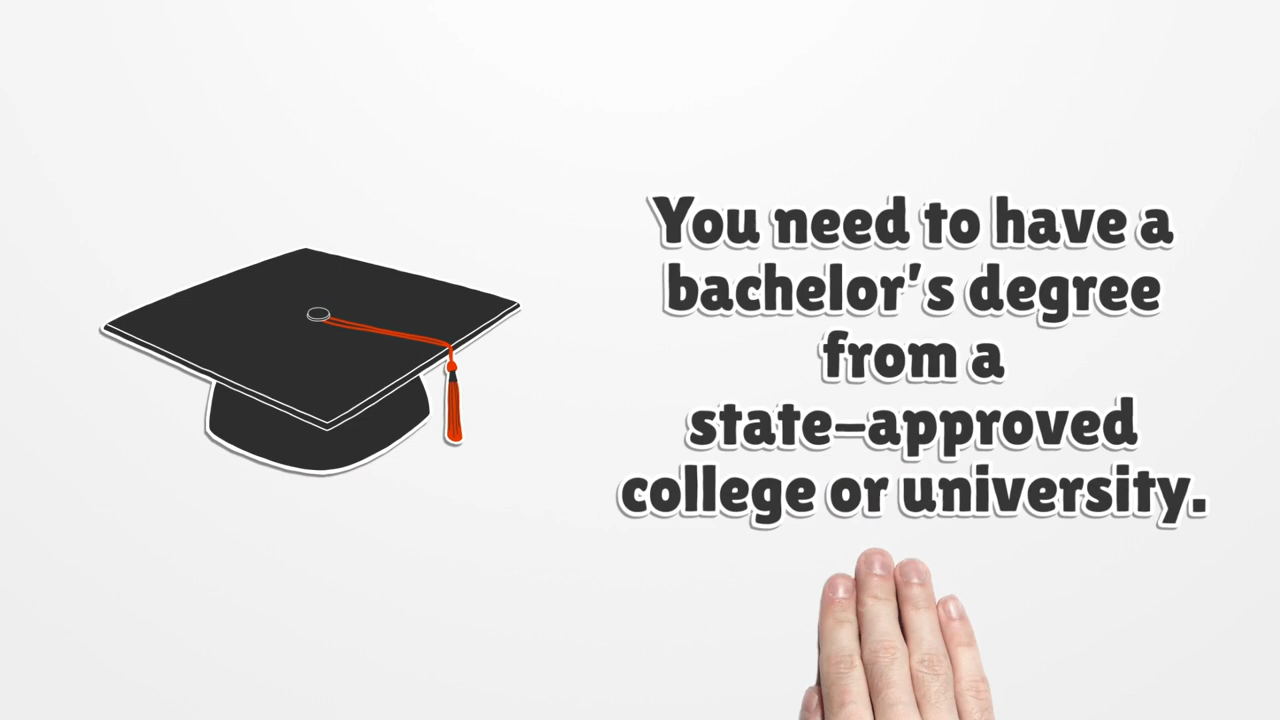 You need to have a
bachelor's degree
from a
state-approved
college or university.